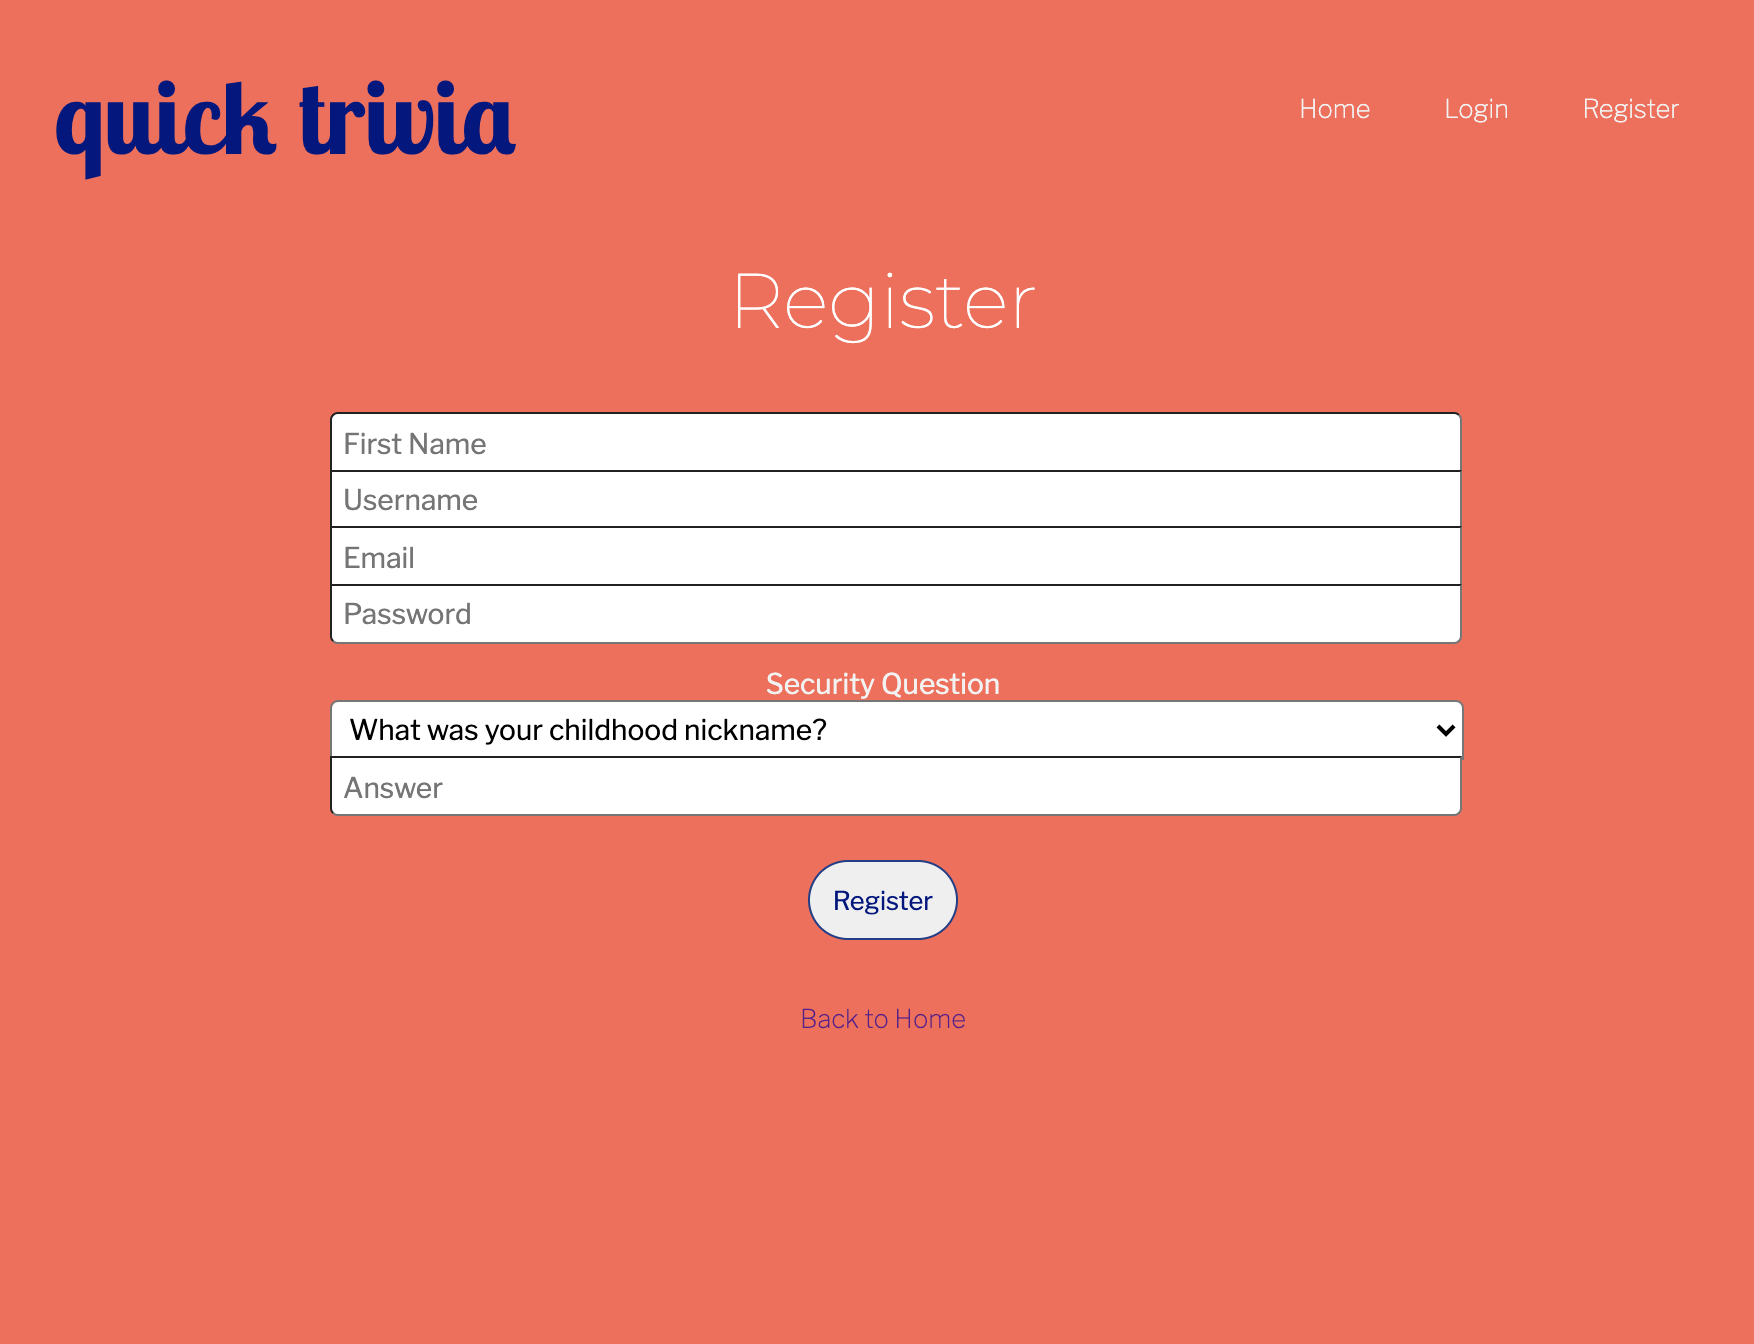 quick trivia
Home Login Register
Register
First Name
Username
Email
Password
Security Question
What was your childhood nickname?
Answer
Register
Back to Home